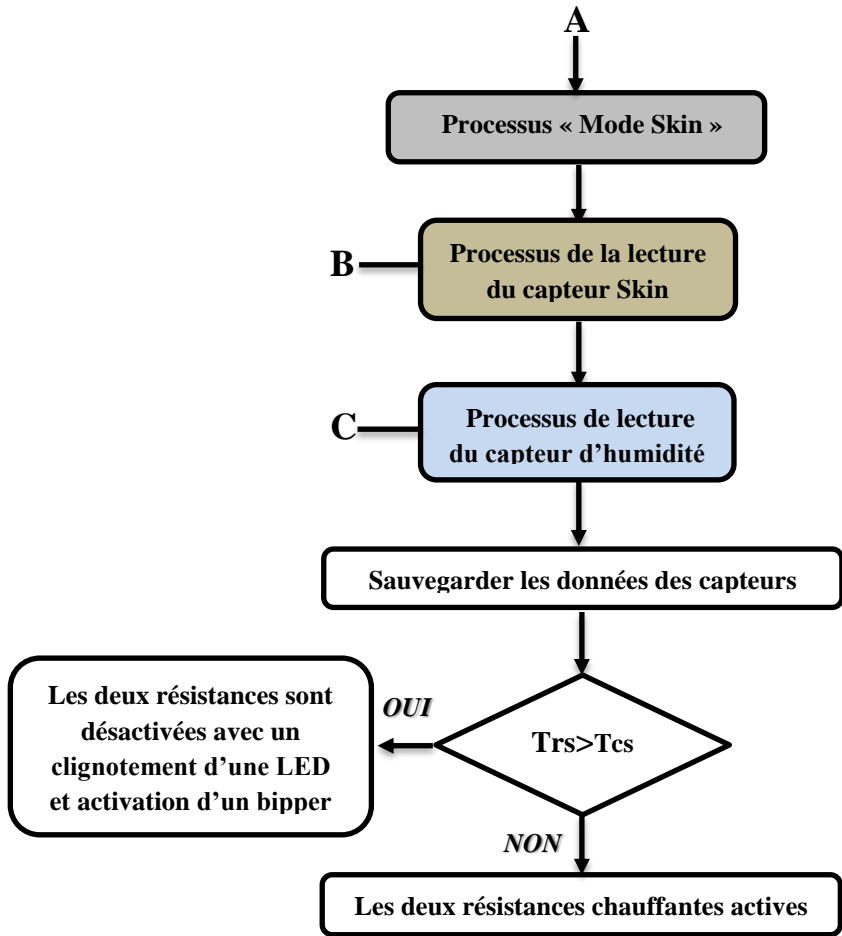 A
Processus « Mode Skin »
B
Processus de la lecture
du capteur Skin
C
Processus de lecture
du capteur d’humidité
Sauvegarder les données des capteurs
Les deux résistances sont
désactivées avec un
clignotement d’une LED
et activation d’un bipper
OUI
Trs>Tcs
NON
Les deux résistances chauffantes actives